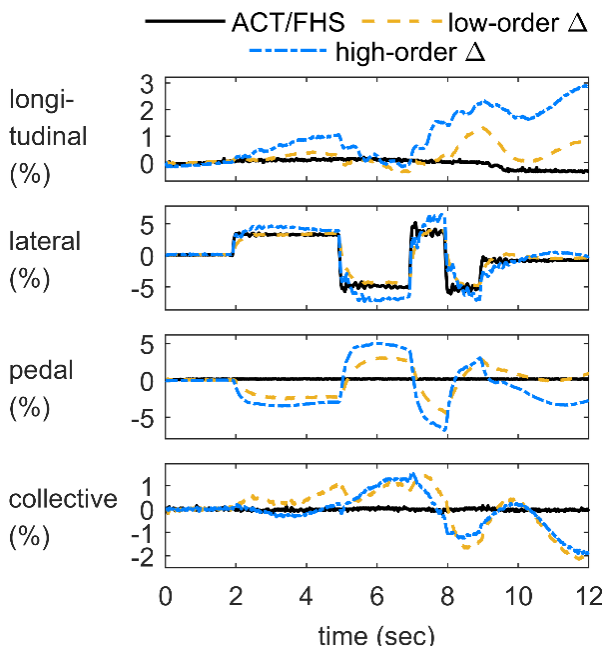 ACT/FHS low-order Δ
high-order Δ
longi-
tudinal
(%)
3
2
1
0
lateral
(%)
5
0
-5
pedal
(%)
5
0
-5
collective
(%)
1
0
-1
-2
0 2 4 6 8 10 12
time (sec)